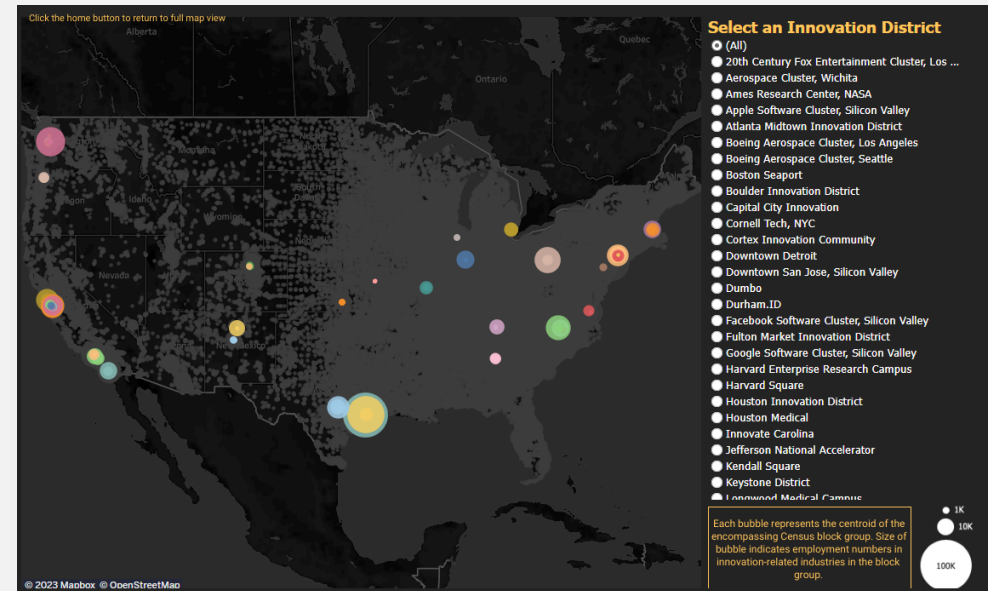 Click the home button to return to full map view
Alberta
Quebec
Ontario
Montana
Idaho
Wyoming
Nevada
New Mexico
© 2023 Mapbox © OpenStreetMap
Select an Innovation District
(All)
20th Century Fox Entertainment Cluster, Los ...
Aerospace Cluster, Wichita
Ames Research Center, NASA
Apple Software Cluster, Silicon Valley
Atlanta Midtown Innovation District
Boeing Aerospace Cluster, Los Angeles
Boeing Aerospace Cluster, Seattle
Boston Seaport
Boulder Innovation District
Capital City Innovation
Cornell Tech, NYC
Cortex Innovation Community
Downtown Detroit
Downtown San Jose, Silicon Valley
Dumbo
Durham.ID
Facebook Software Cluster, Silicon Valley
Fulton Market Innovation District
Google Software Cluster, Silicon Valley
Harvard Enterprise Research Campus
Harvard Square
Houston Innovation District
Houston Medical
Innovate Carolina
Jefferson National Accelerator
Kendall Square
Keystone District
Longwood Medical Campus
Each bubble represents the centroid of the
encompassing Census block group. Size of
bubble indicates employment numbers in
innovation-related industries in the block
group.
1K
10K
100K